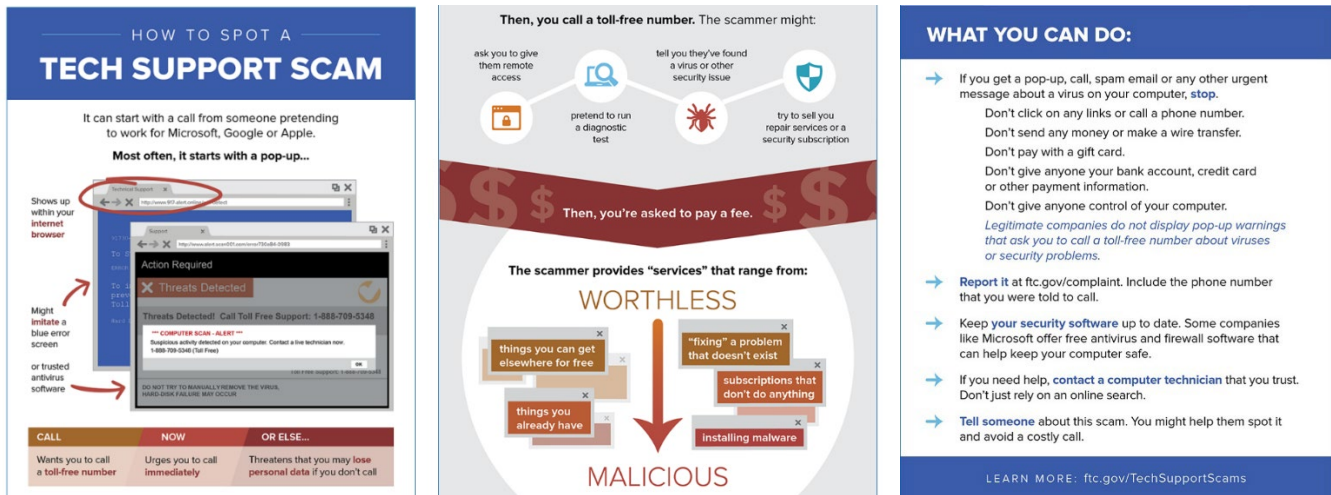 HOW TO SPOT A
TECH SUPPORT SCAM
It can start with a call from someone pretending
to work for Microsoft, Google or Apple.
Most often, it starts with a pop-up...
Shows up
within your
internet
browser
Might
imitate a
blue error
screen
or trusted
antivirus
software
Technical Support
Support
Action Required
Threats Detected
Threats Detected! Call Toll Free Support: 1-888-709-5348
*** COMPUTER SCAN - ALERT ***
Suspicious activity detected on your computer. Contact a live technician now.
1-888-709-5348 (Toll Free)
OK
DO NOT TRY TO MANUALLY REMOVE THE VIRUS,
HARD-DISK FAILURE MAY OCCUR
CALL
Wants you to call
a toll-free number
NOW
Urges you to call
immediately
OR ELSE...
Threatens that you may lose
personal data if you don't call
Then, you call a toll-free number. The scammer might:
ask you to give
them remote
access
pretend to run
a diagnostic
test
tell you they've found
a virus or other
security issue
try to sell you
repair services or a
security subscription
Then, you're asked to pay a fee.
The scammer provides “services” that range from:
WORTHLESS
things you can get
elsewhere for free
“fixing” a problem
that doesn't exist
subscriptions that
don't do anything
things you
already have
installing malware
MALICIOUS
WHAT YOU CAN DO:
If you get a pop-up, call, spam email or any other urgent
message about a virus on your computer, stop.
Don't click on any links or call a phone number.
Don't send any money or make a wire transfer.
Don't pay with a gift card.
Don't give anyone your bank account, credit card
or other payment information.
Don't give anyone control of your computer.
Legitimate companies do not display pop-up warnings
that ask you to call a toll-free number about viruses
or security problems.
Report it at ftc.gov/complaint. Include the phone number
that you were told to call.
Keep your security software up to date. Some companies
like Microsoft offer free antivirus and firewall software that
can help keep your computer safe.
If you need help, contact a computer technician that you trust.
Don't just rely on an online search.
Tell someone about this scam. You might help them spot it
and avoid a costly call.
LEARN MORE: ftc.gov/TechSupportScams